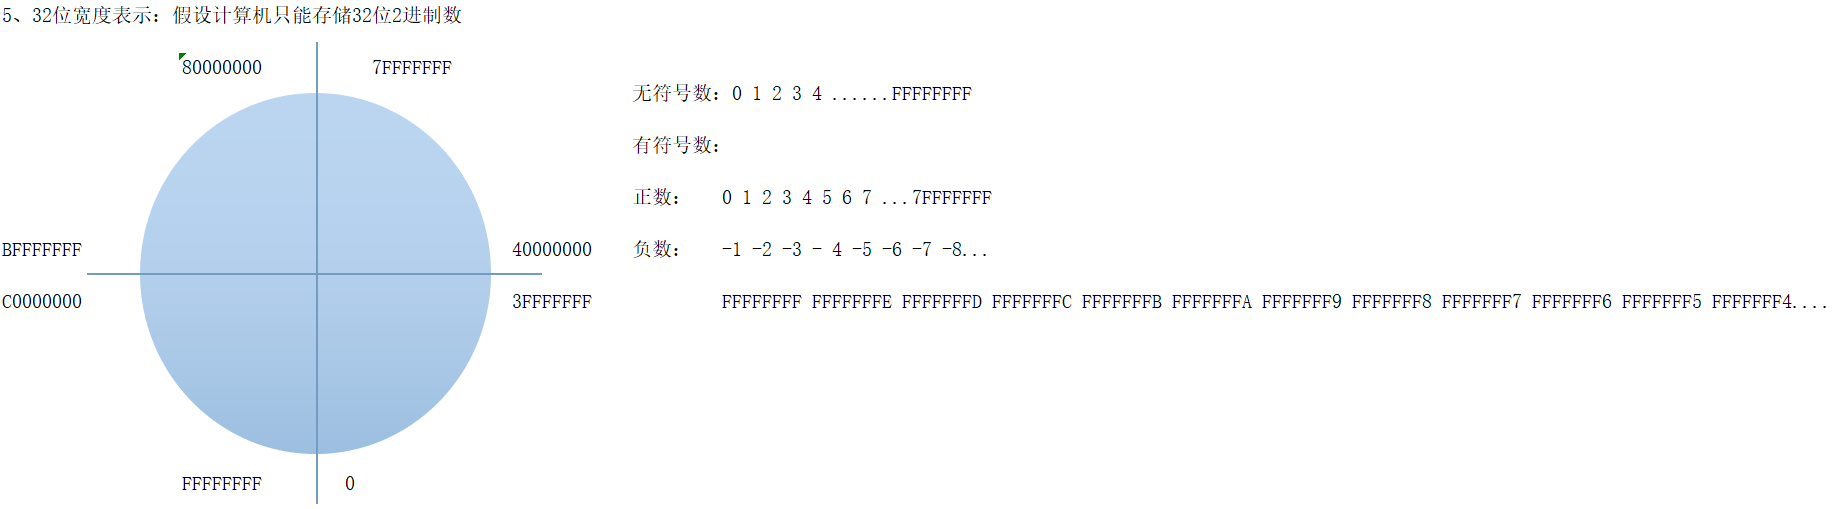 5、32位宽度表示：假设计算机只能存储32位2进制数
80000000 7FFFFFFF
无符号数：0 1 2 3 4 ......FFFFFFFF
有符号数：
正数： 0 1 2 3 4 5 6 7 ...7FFFFFFF
BFFFFFFF 40000000 负数： -1 -2 -3 - 4 -5 -6 -7 -8...
C0000000 3FFFFFFF FFFFFFFF FFFFFFFE FFFFFFFD FFFFFFFC FFFFFFFB FFFFFFFA FFFFFFF9 FFFFFFF8 FFFFFFF7 FFFFFFF6 FFFFFFF5 FFFFFFF4....
FFFFFFFF 0